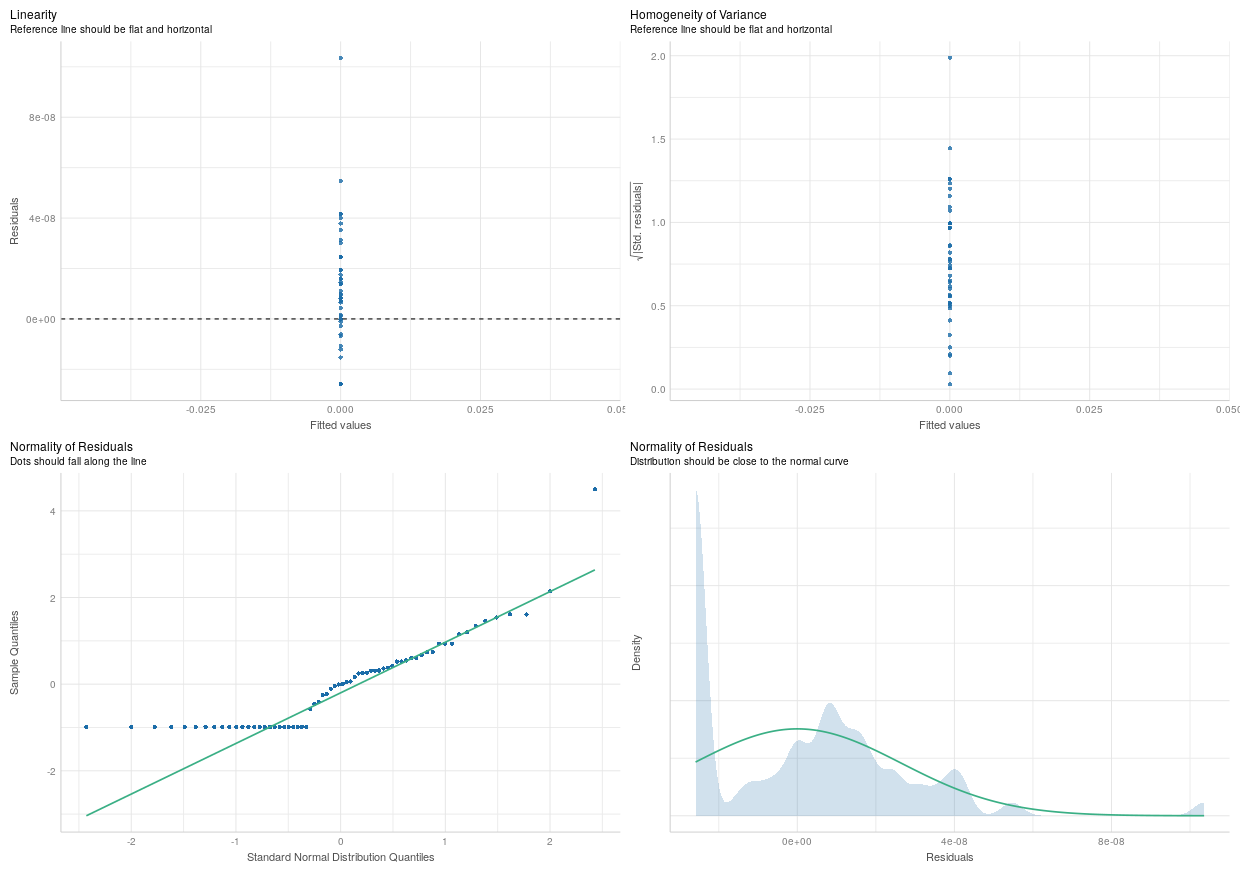 Linearity
Reference line should be flat and horizontal
8e-08
4e-08
0e+00
Residuals
-0.025
0.000
0.025
0.05
Fitted values
Homogeneity of Variance
Reference line should be flat and horizontal
2.0
1.5
1.0
0.5
0.0
√|Std. residuals|
-0.025
0.000
0.025
0.050
Fitted values
Normality of Residuals
Dots should fall along the line
4
2
0
-2
Sample Quantiles
-2
-1
0
1
2
Standard Normal Distribution Quantiles
Normality of Residuals
Distribution should be close to the normal curve
Density
0e+00
4e-08
8e-08
Residuals